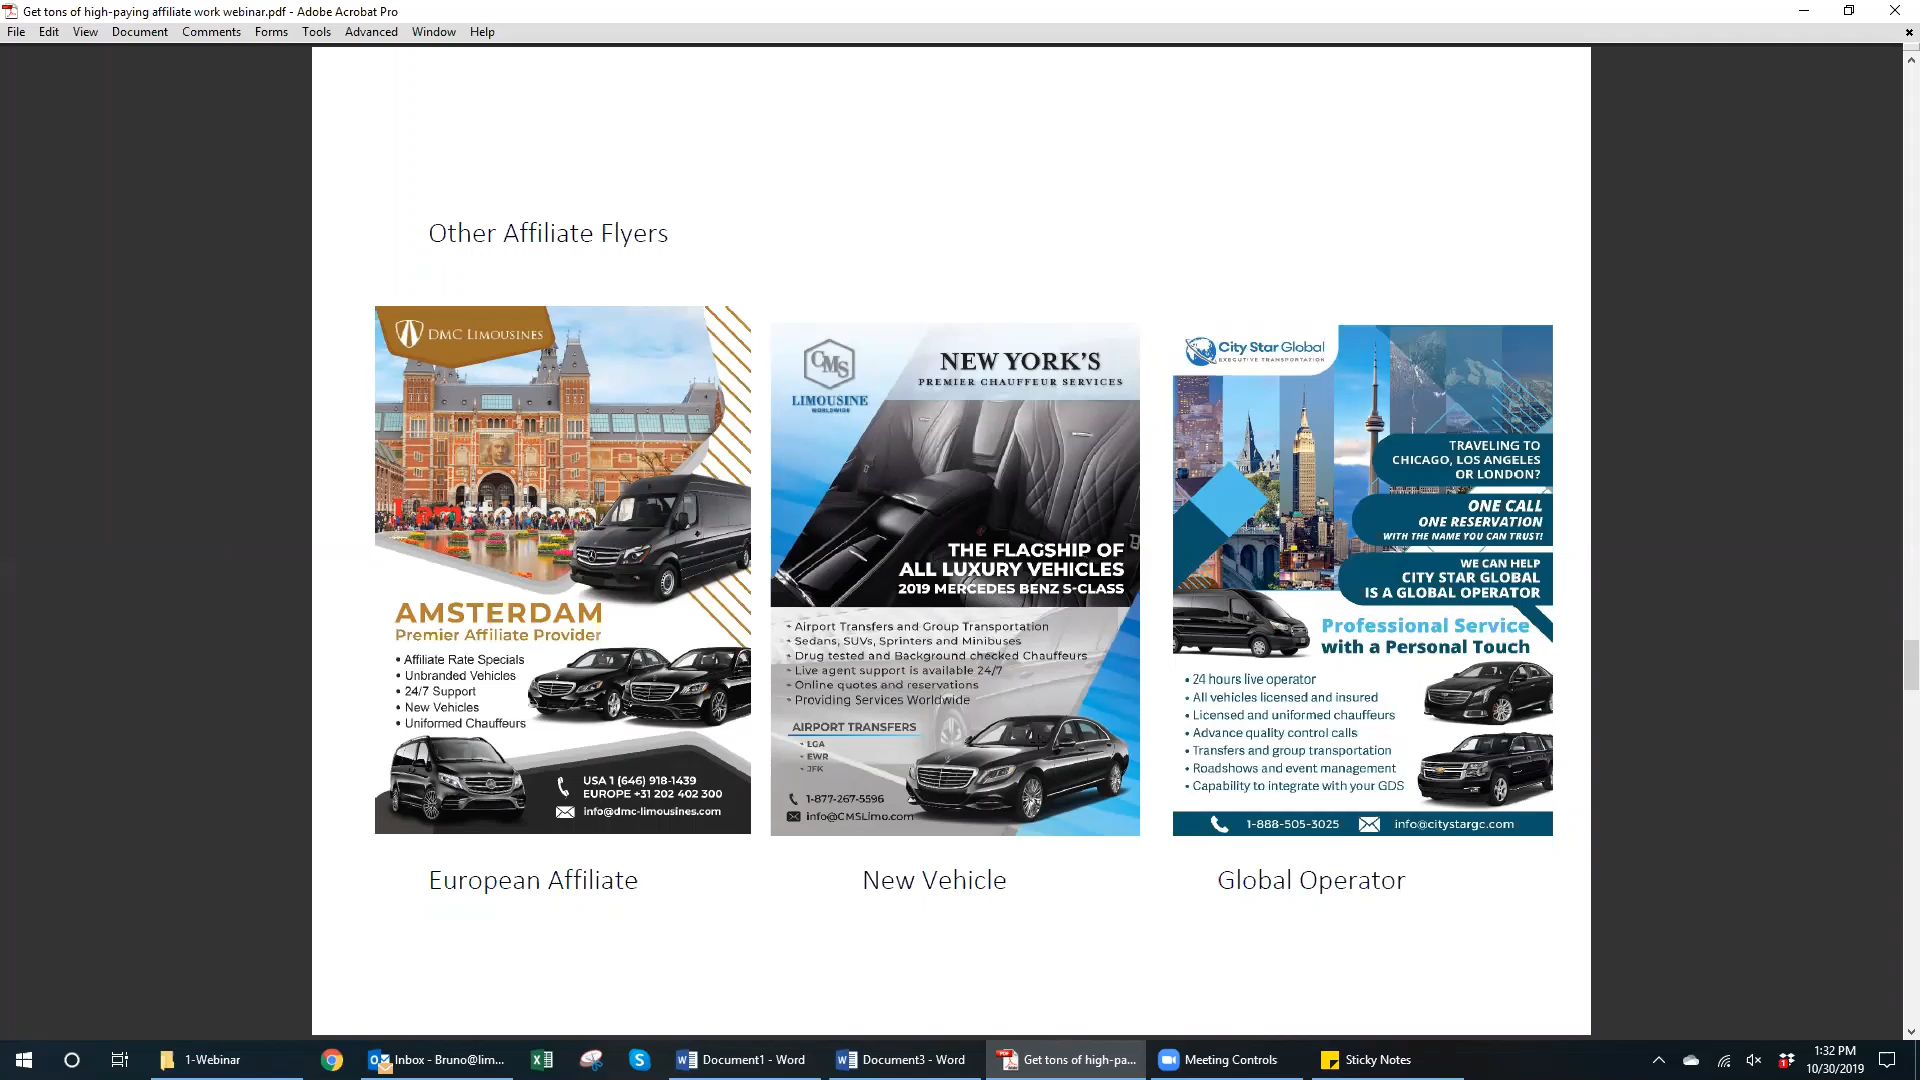 Get tons of high-paying affiliate work webinar.pdf - Adobe Acrobat Pro
File Edit View Document Comments Forms Tools Advanced Window Help
Other Affiliate Flyers
DMC LIMOUSINES
I amsterdam
AMSTERDAM
Premier Affiliate Provider
• Affiliate Rate Specials
• Unbranded Vehicles
• 24/7 Support
• New Vehicles
• Uniformed Chauffeurs
USA 1 (646) 918-1439
EUROPE +31 202 402 300
info@dmc-limousines.com
European Affiliate
CMS
LIMOUSINE
WORLDWIDE
NEW YORK'S
PREMIER CHAUFFEUR SERVICES
THE FLAGSHIP OF
ALL LUXURY VEHICLES
2019 MERCEDES BENZ S-CLASS
- Airport Transfers and Group Transportation
- Sedans, SUVs, Sprinters and Minibuses
- Drug tested and Background checked Chauffeurs
- Live agent support is available 24/7
- Online quotes and reservations
- Providing Services Worldwide
AIRPORT TRANSFERS
- LGA
- EWR
- JFK
1-877-267-5596
info@CMSLimo.com
New Vehicle
City Star Global
EXECUTIVE TRANSPORTATION
TRAVELING TO
CHICAGO, LOS ANGELES
OR LONDON?
ONE CALL
ONE RESERVATION
WITH THE NAME YOU CAN TRUST!
WE CAN HELP
CITY STAR GLOBAL
IS A GLOBAL OPERATOR
Professional Service
with a Personal Touch
• 24 hours live operator
• All vehicles licensed and insured
• Licensed and uniformed chauffeurs
• Advance quality control calls
• Transfers and group transportation
• Roadshows and event management
• Capability to integrate with your GDS
1-888-505-3025 info@citystargc.com
Global Operator
1-Webinar
Inbox - Bruno@lim...
Document1 - Word
Document3 - Word
Get tons of high-pa...
Meeting Controls
Sticky Notes
1:32 PM
10/30/2019